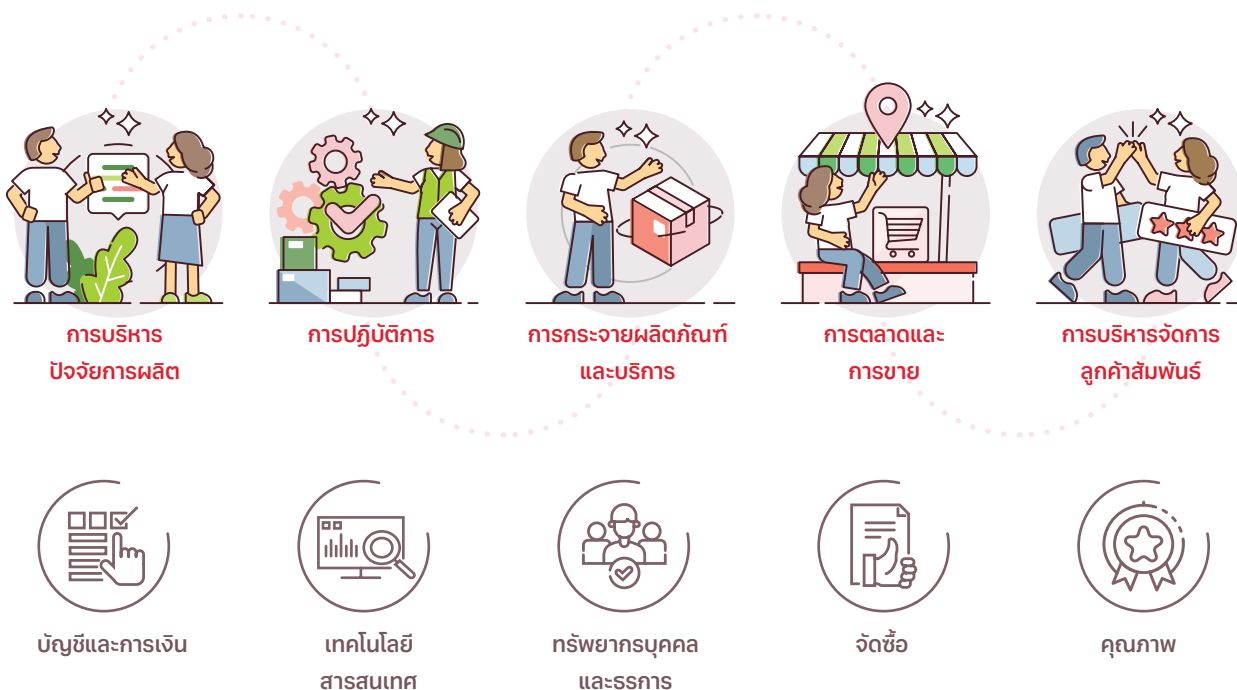 การบริหาร
ปัจจัยการผลิต
การปฏิบัติการ
การกระจายผลิตภัณฑ์
และบริการ
การตลาดและ
การขาย
การบริหารจัดการ
ลูกค้าสัมพันธ์
บัญชีและการเงิน
เทคโนโลยี
สารสนเทศ
ทรัพยากรบุคคล
และธุรการ
จัดซื้อ
คุณภาพ